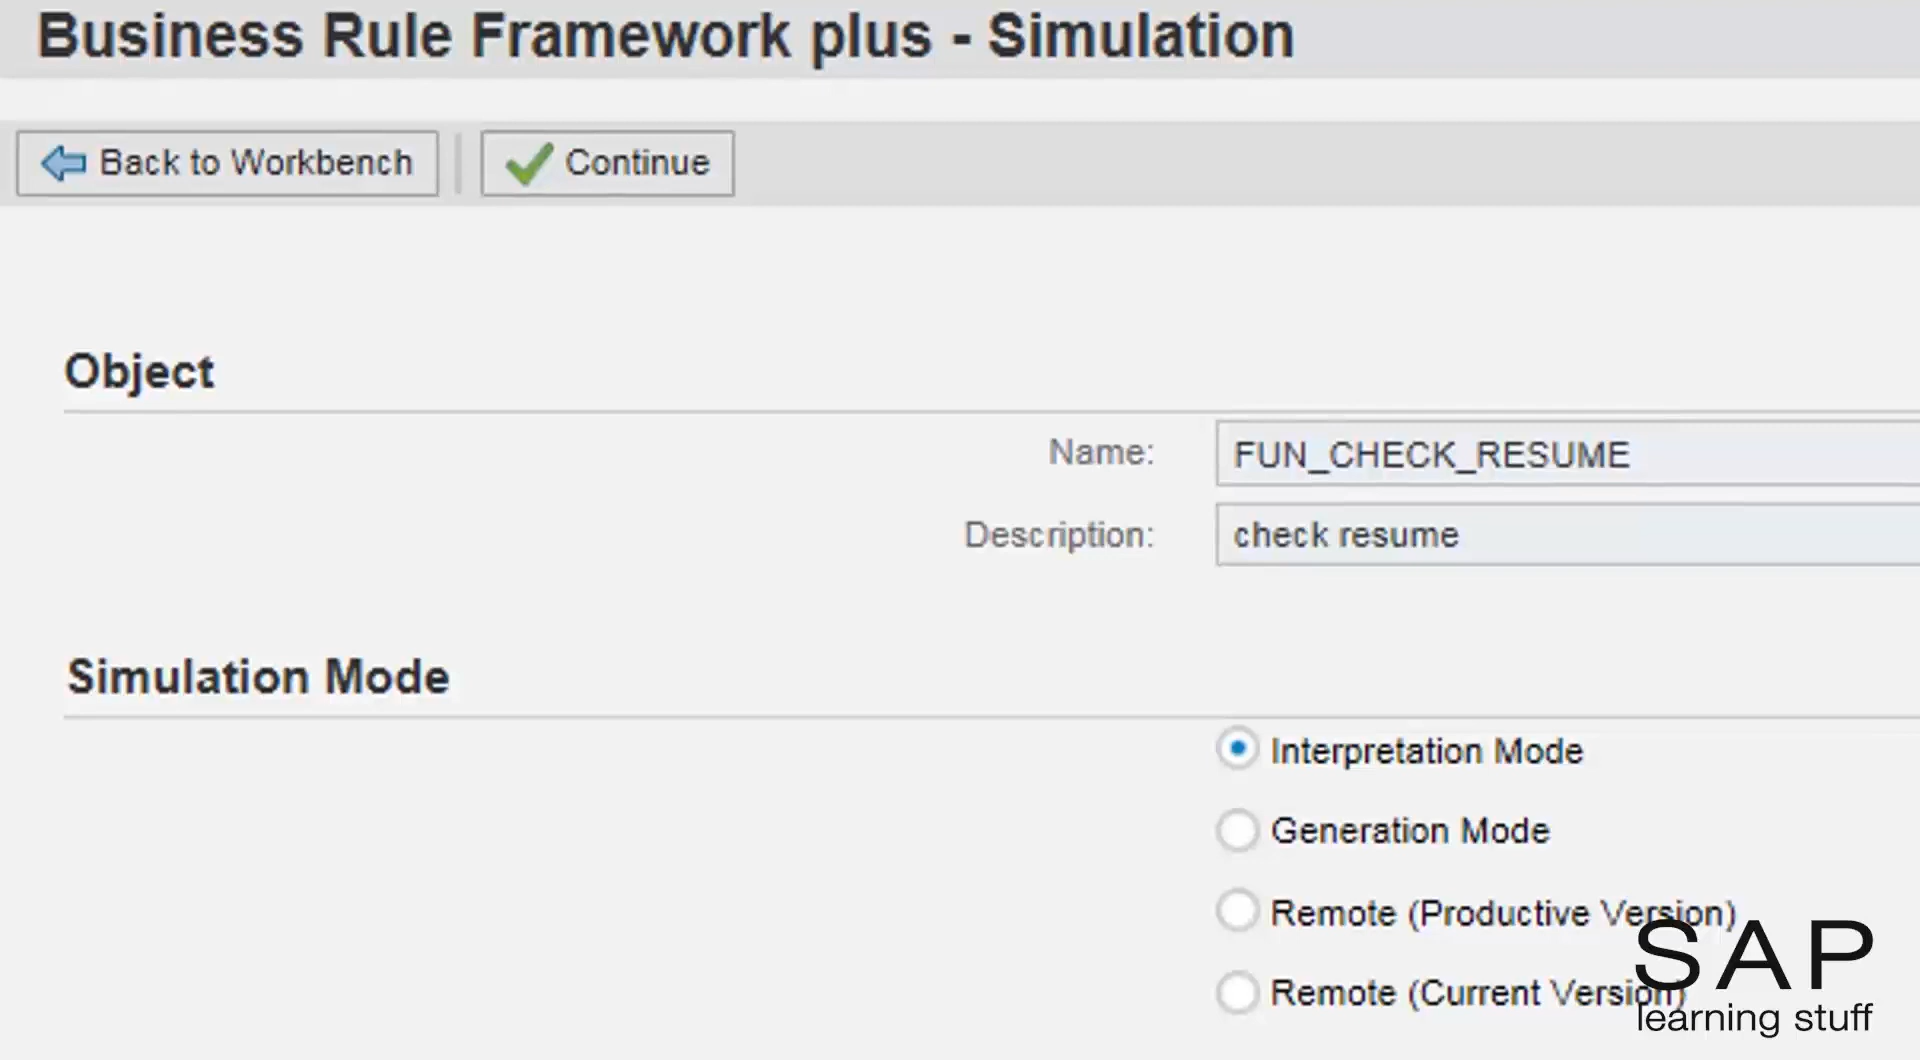 Business Rule Framework plus - Simulation
Back to Workbench
Continue
Object
Name: FUN_CHECK_RESUME
Description: check resume
Simulation Mode
Interpretation Mode
Generation Mode
Remote (Productive Version)
Remote (Current Version)
SAP
learning stuff